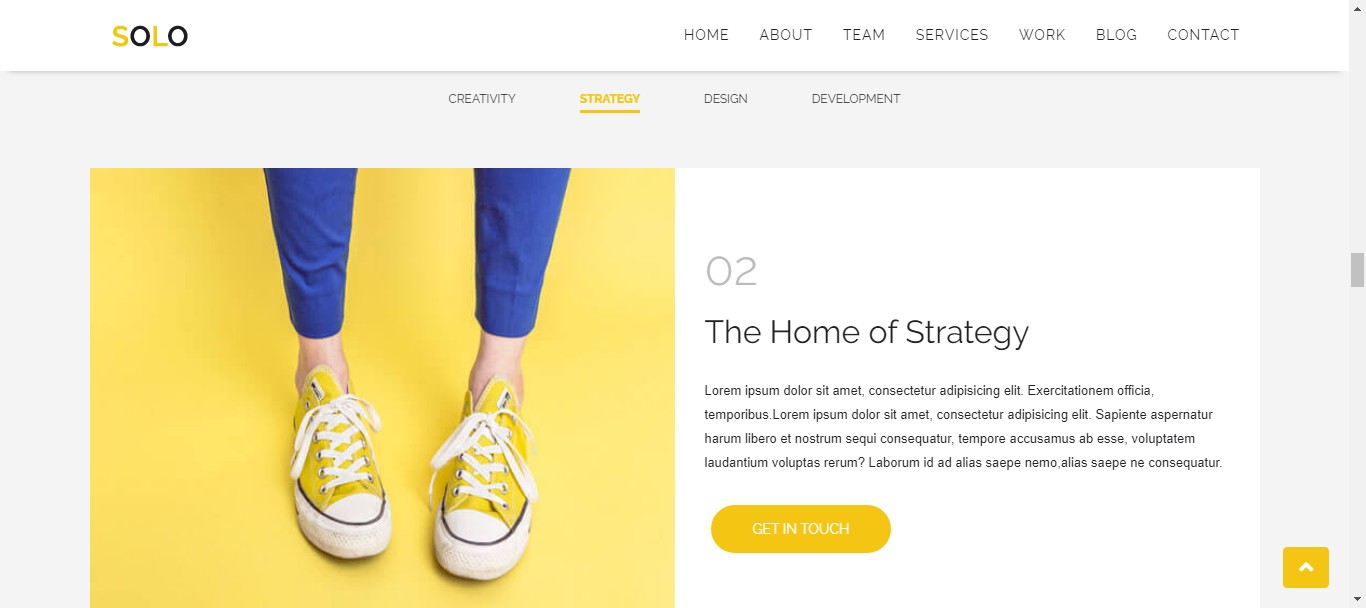 SOLO
HOME ABOUT TEAM SERVICES WORK BLOG CONTACT
CREATIVITY STRATEGY DESIGN DEVELOPMENT
02
The Home of Strategy
Lorem ipsum dolor sit amet, consectetur adipisicing elit. Exercitationem officia,
temporibus.Lorem ipsum dolor sit amet, consectetur adipisicing elit. Sapiente aspernatur
harum libero et nostrum sequi consequatur, tempore accusamus ab esse, voluptatem
laudantium voluptas rerum? Laborum id ad alias saepe nemo,alias saepe ne consequatur.
GET IN TOUCH